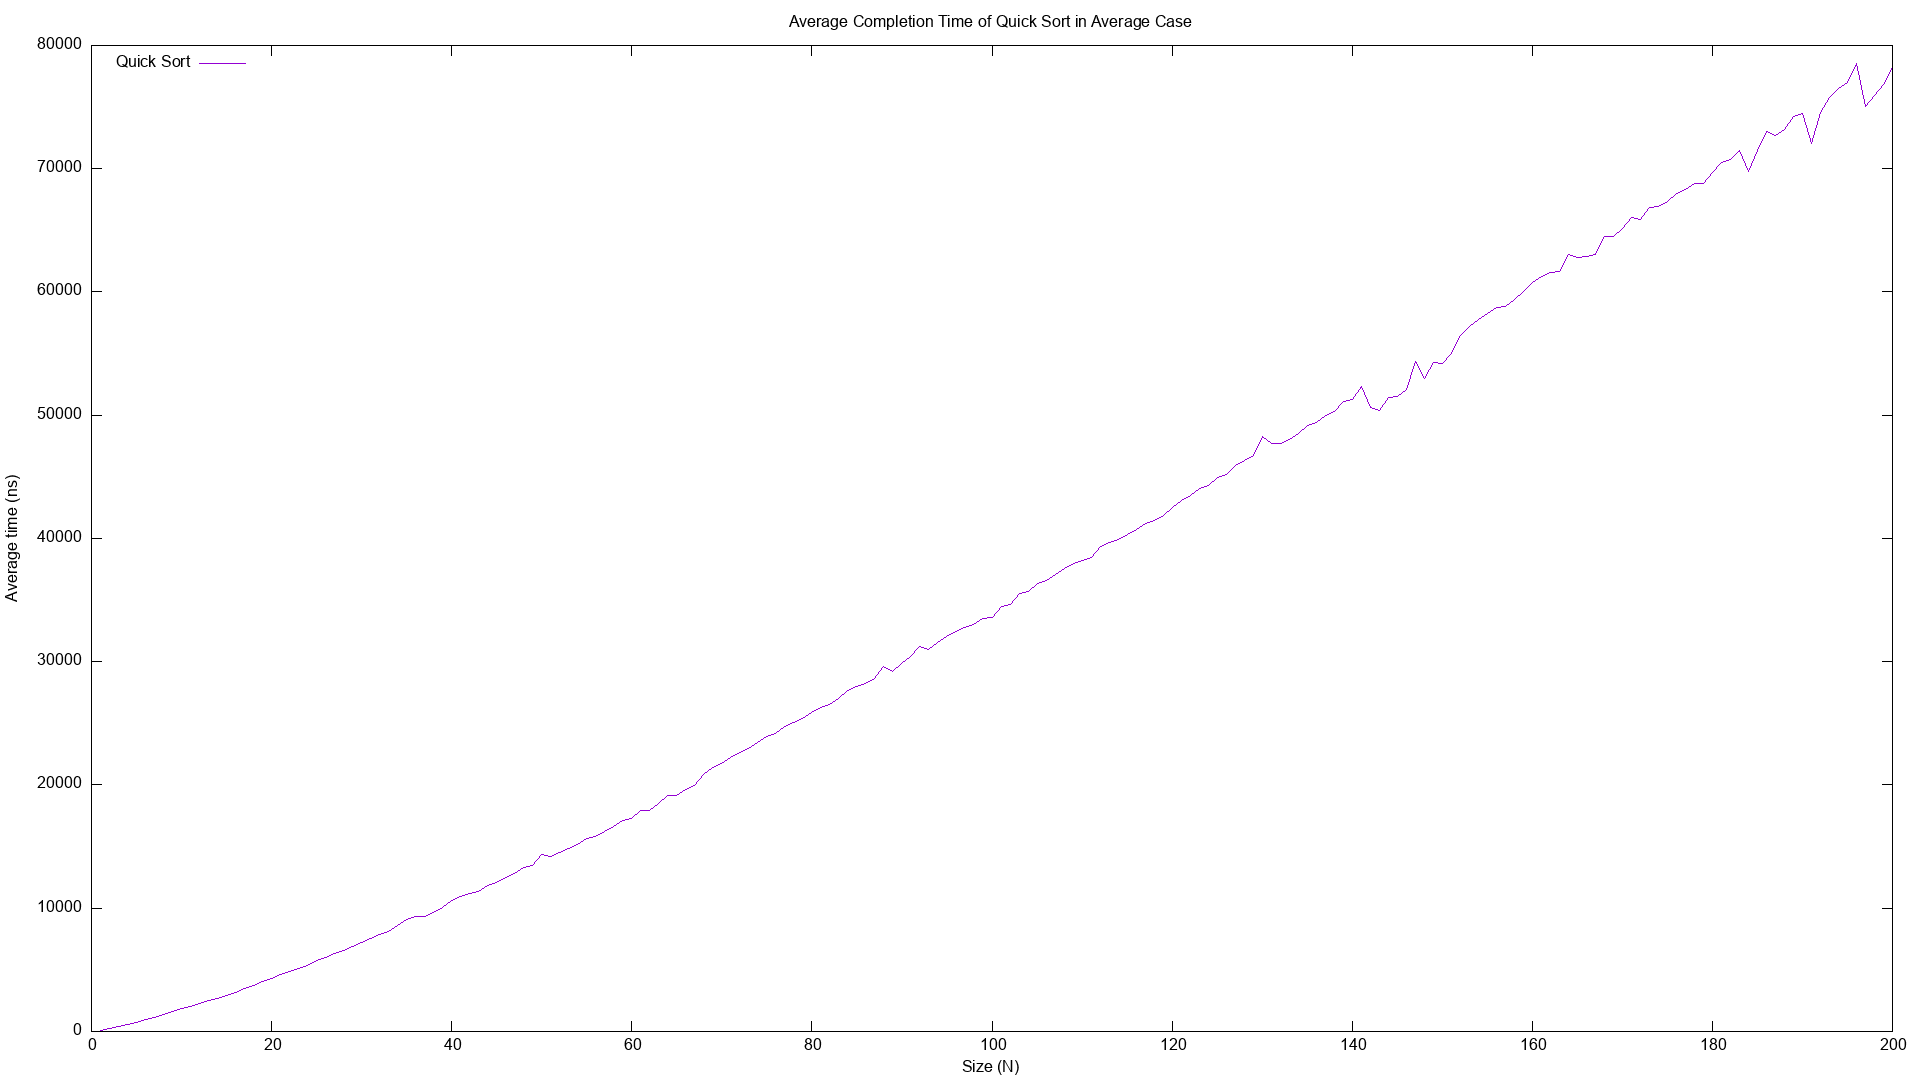 Average Completion Time of Quick Sort in Average Case
80000
Quick Sort
70000
60000
50000
40000
30000
20000
10000
0
Average time (ns)
0 20 40 60 80 100 120 140 160 180 200
Size (N)